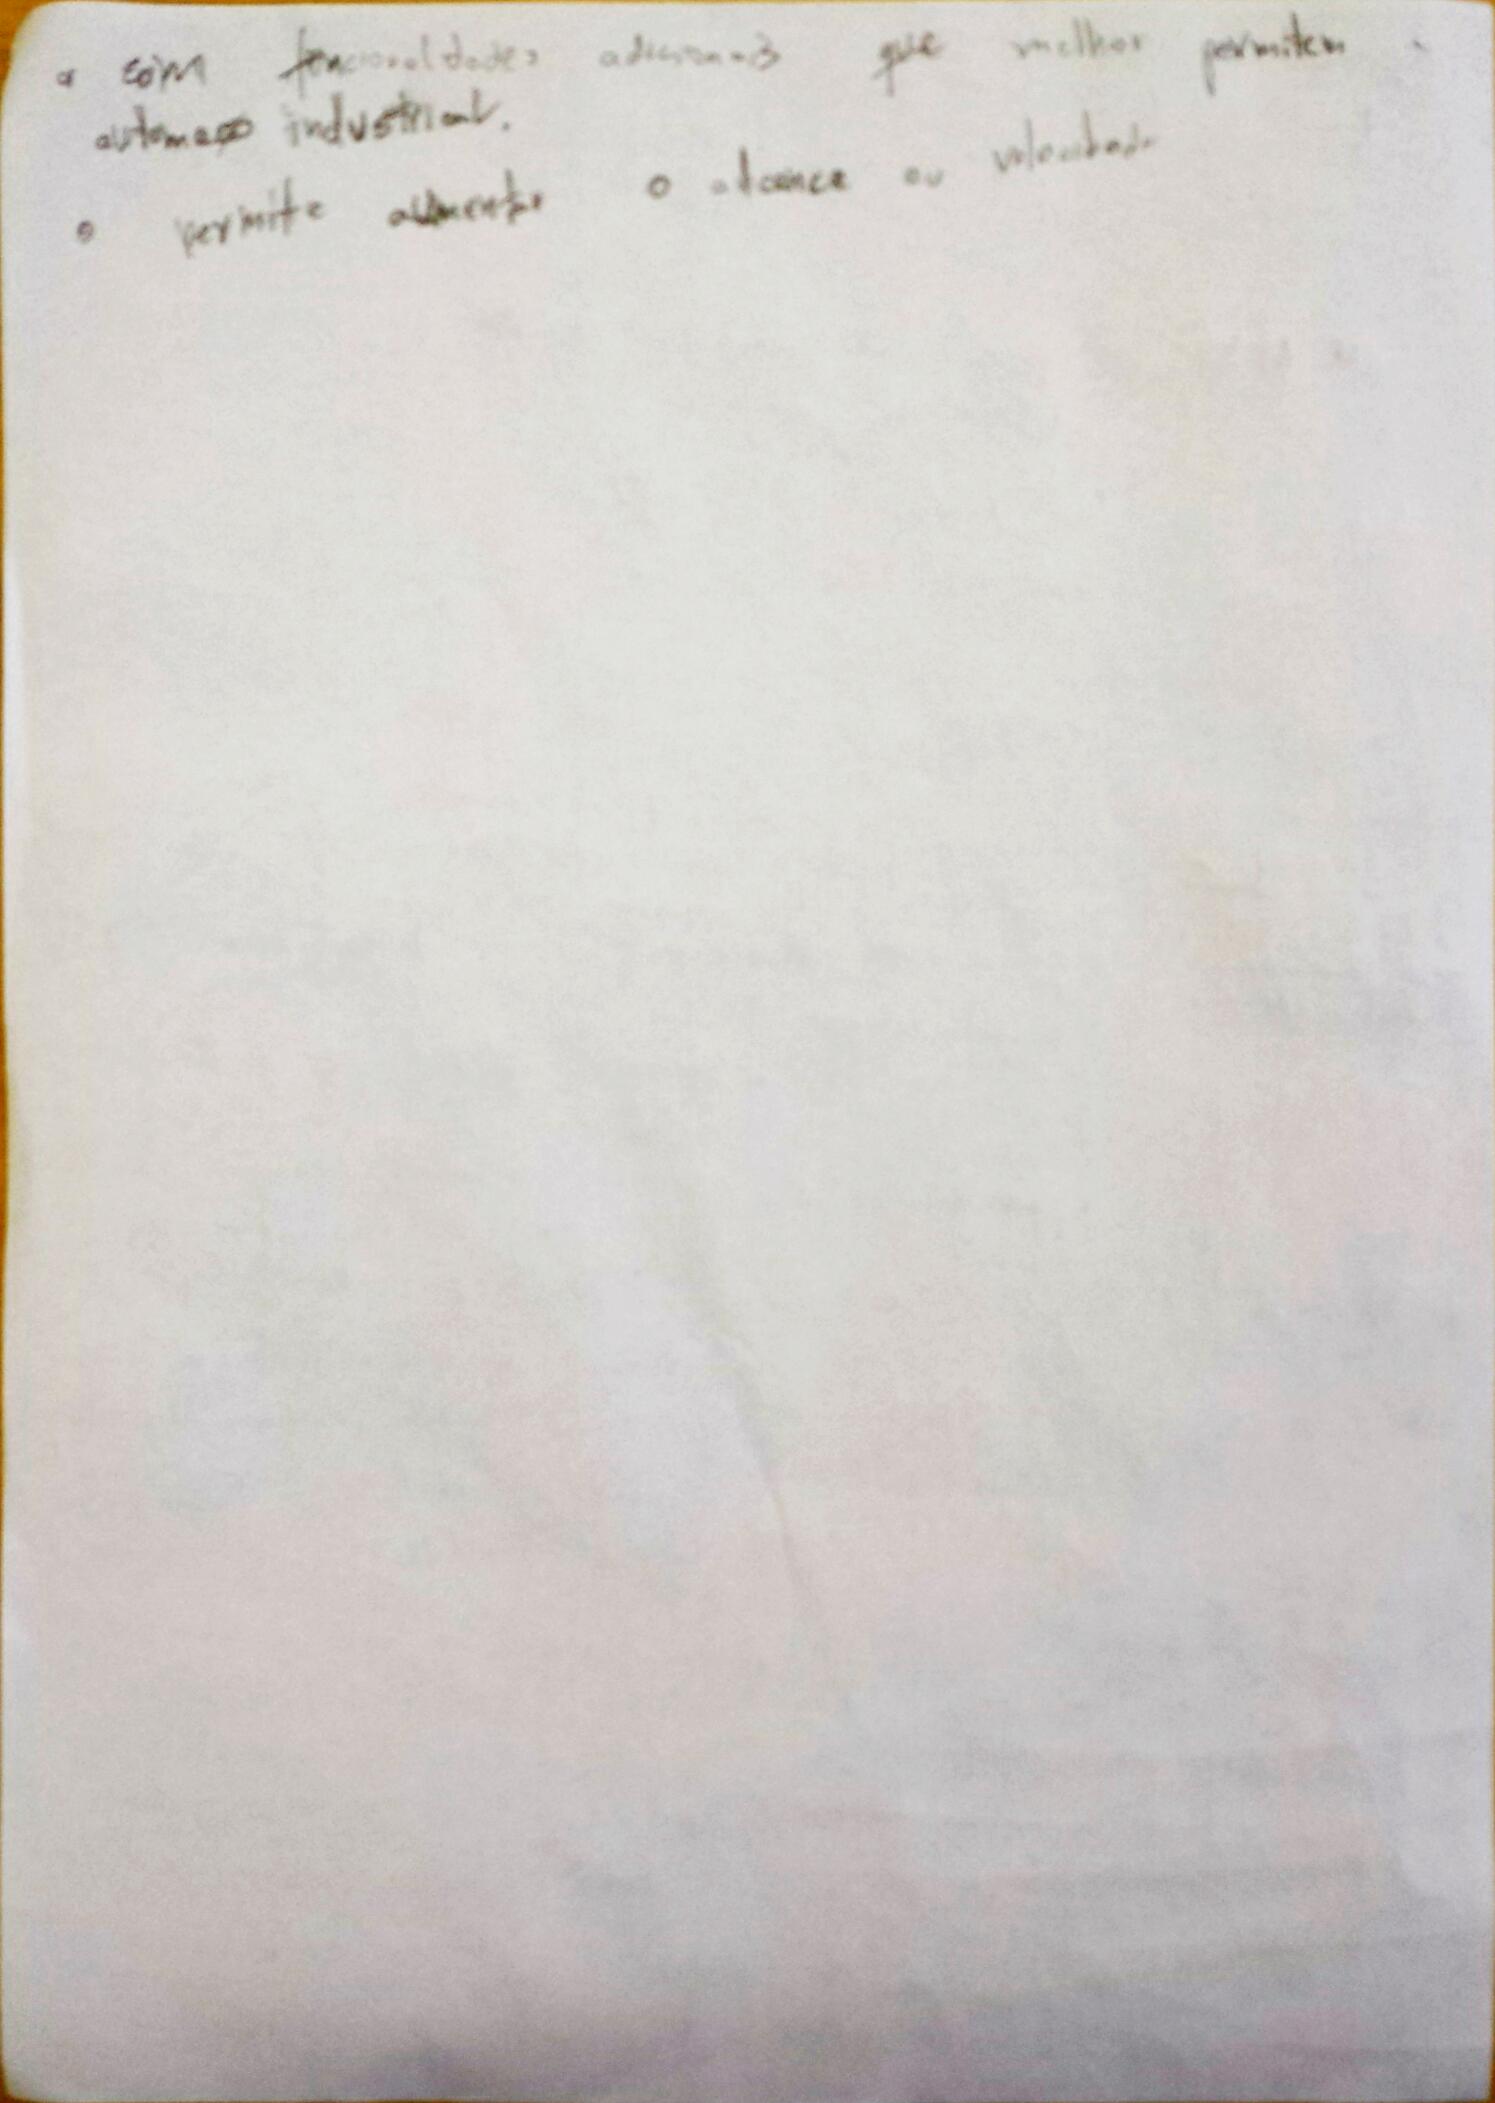 • com funcionalidades adicionais que melhor permitem a
automação industrial.
• permite aumentar o alcance ou velocidade